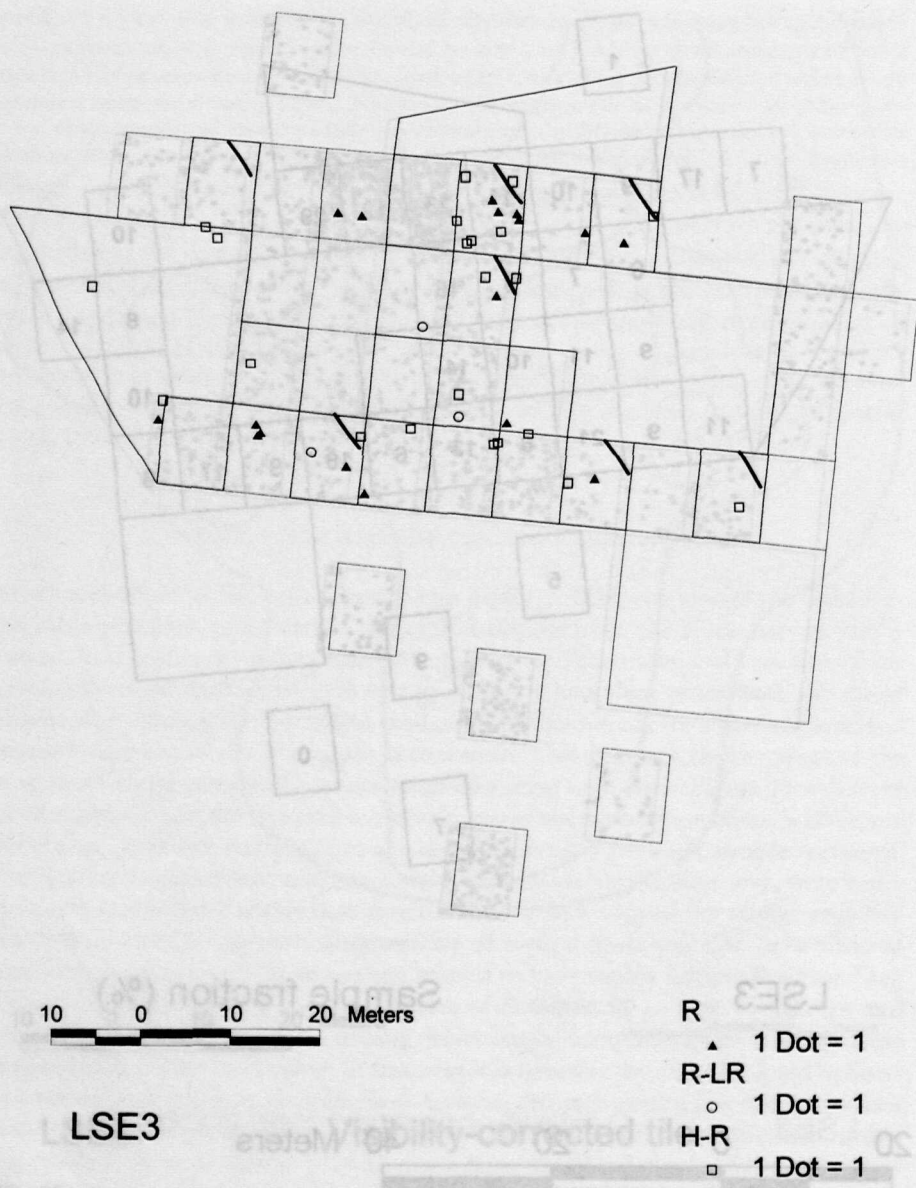 10 0 10 20 Meters
LSE3
R
1 Dot = 1
R-LR
1 Dot = 1
H-R
1 Dot = 1